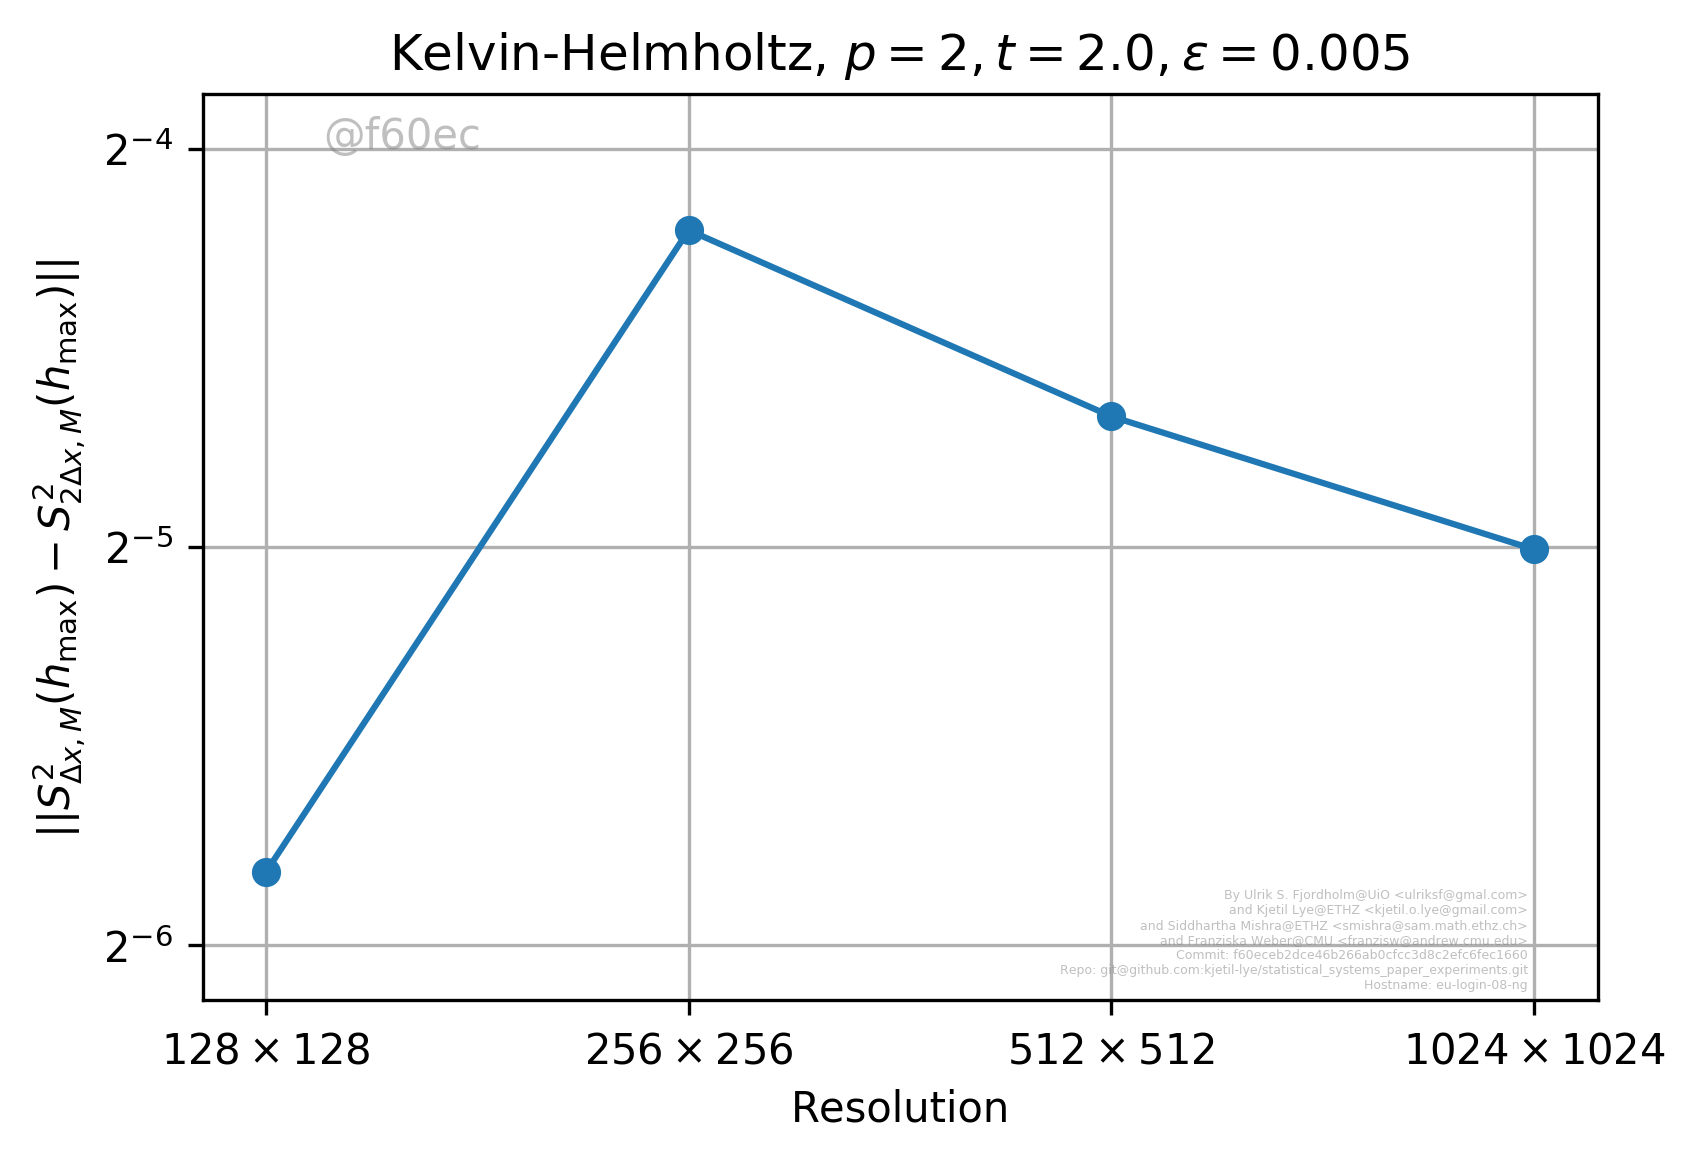 Kelvin-Helmholtz, p = 2, t = 2.0, ε = 0.005
@f60ec
2⁻⁴
2⁻⁵
2⁻⁶
||S²_{Δx, M}(h_max) − S²_{2Δx, M}(h_max)||
By Ulrik S. Fjordholm@UiO <ulriksf@gmal.com>
and Kjetil Lye@ETHZ <kjetil.o.lye@gmail.com>
and Siddhartha Mishra@ETHZ <smishra@sam.math.ethz.ch>
and Franziska Weber@CMU <franzisw@andrew.cmu.edu>
Commit: f60eceb2dce46b266ab0cfcc3d8c2efc6fec1660
Repo: git@github.com:kjetil-lye/statistical_systems_paper_experiments.git
Hostname: eu-login-08-ng
128 × 128 256 × 256 512 × 512 1024 × 1024
Resolution